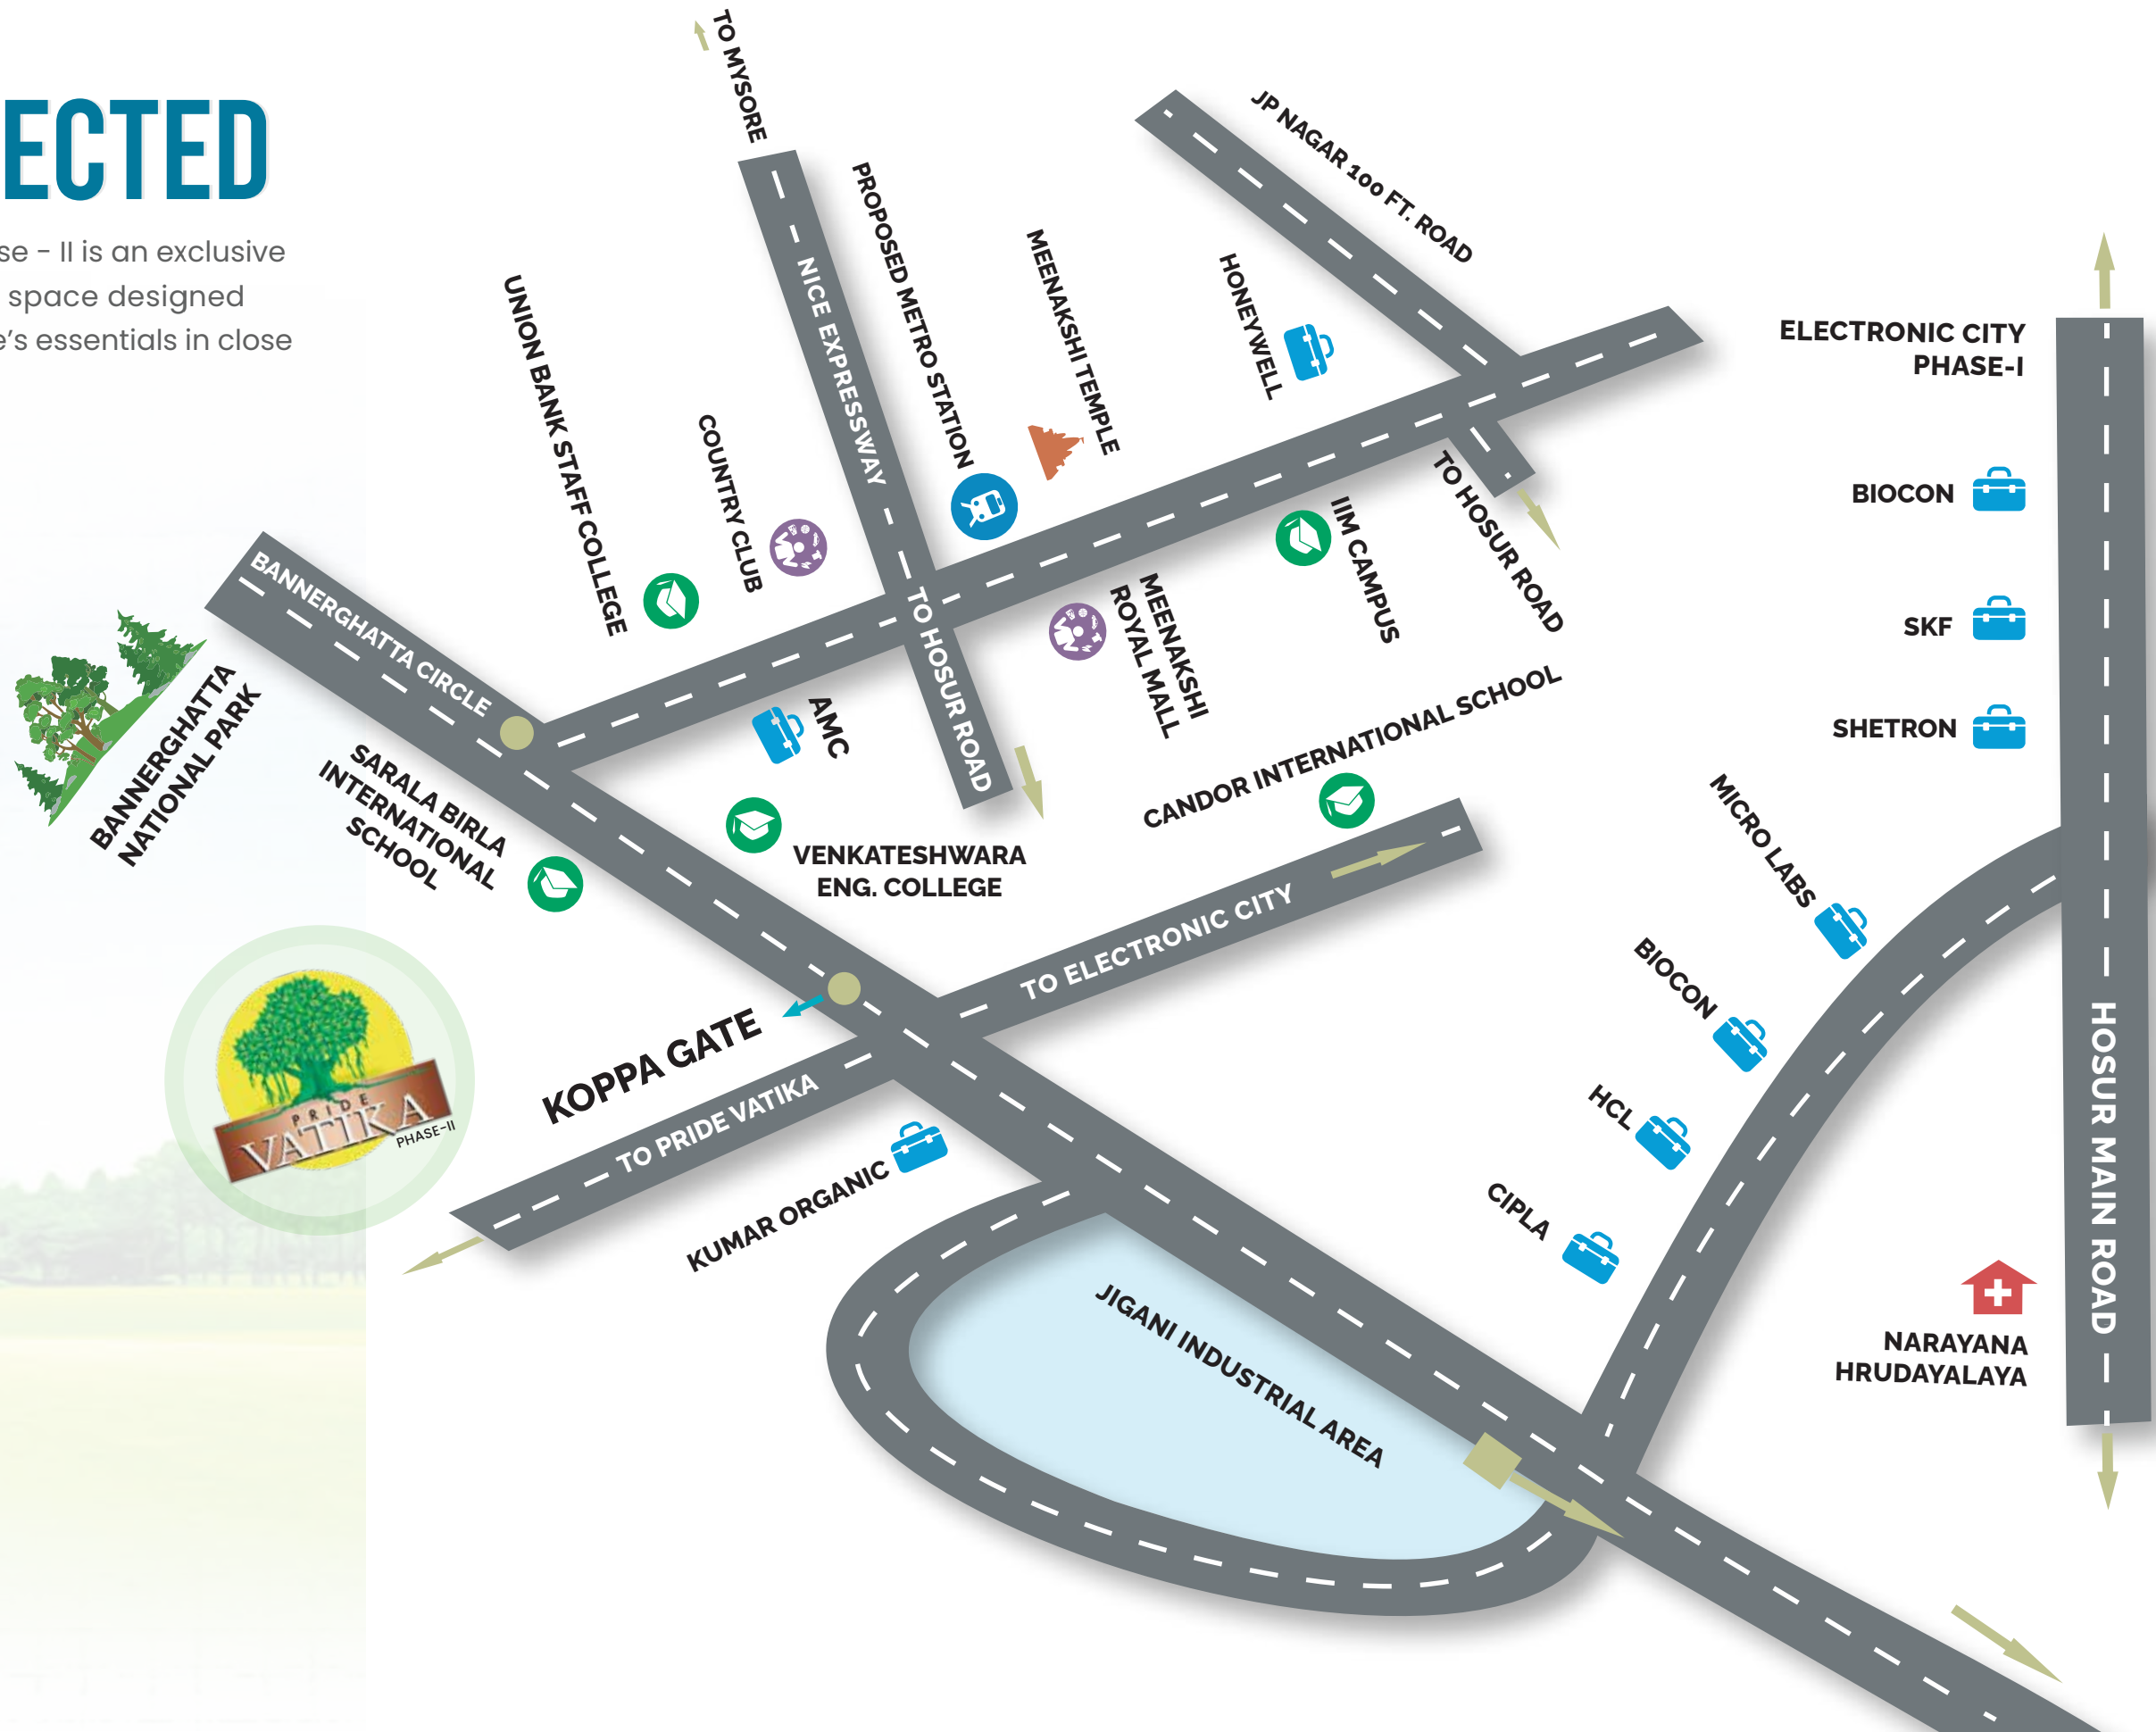 ECTED
se - II is an exclusive
space designed
e's essentials in close
TO MYSORE
NICE EXPRESSWAY
TO HOSUR ROAD
PROPOSED METRO STATION
MEENAKSHI TEMPLE
HONEYWELL
JP NAGAR 100 FT. ROAD
TO HOSUR ROAD
UNION BANK STAFF COLLEGE
COUNTRY CLUB
IIM CAMPUS
MEENAKSHI
ROYAL MALL
AMC
BANNERGHATTA CIRCLE
BANNERGHATTA
NATIONAL PARK
SARALA BIRLA
INTERNATIONAL
SCHOOL
VENKATESHWARA
ENG. COLLEGE
CANDOR INTERNATIONAL SCHOOL
TO ELECTRONIC CITY
KOPPA GATE
TO PRIDE VATIKA
PRIDE
VATIKA
PHASE-II
KUMAR ORGANIC
JIGANI INDUSTRIAL AREA
ELECTRONIC CITY
PHASE-I
BIOCON
SKF
SHETRON
MICRO LABS
BIOCON
HCL
CIPLA
HOSUR MAIN ROAD
NARAYANA
HRUDAYALAYA